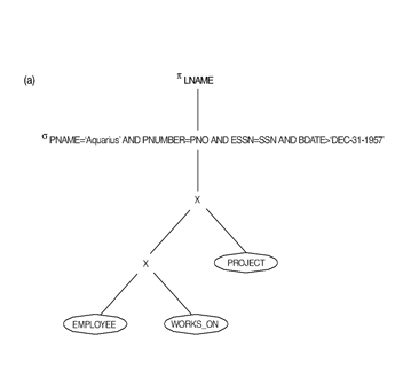 (a)
π LNAME
σ PNAME='Aquarius' AND PNUMBER=PNO AND ESSN=SSN AND BDATE>'DEC-31-1957'
X
X
PROJECT
EMPLOYEE
WORKS_ON